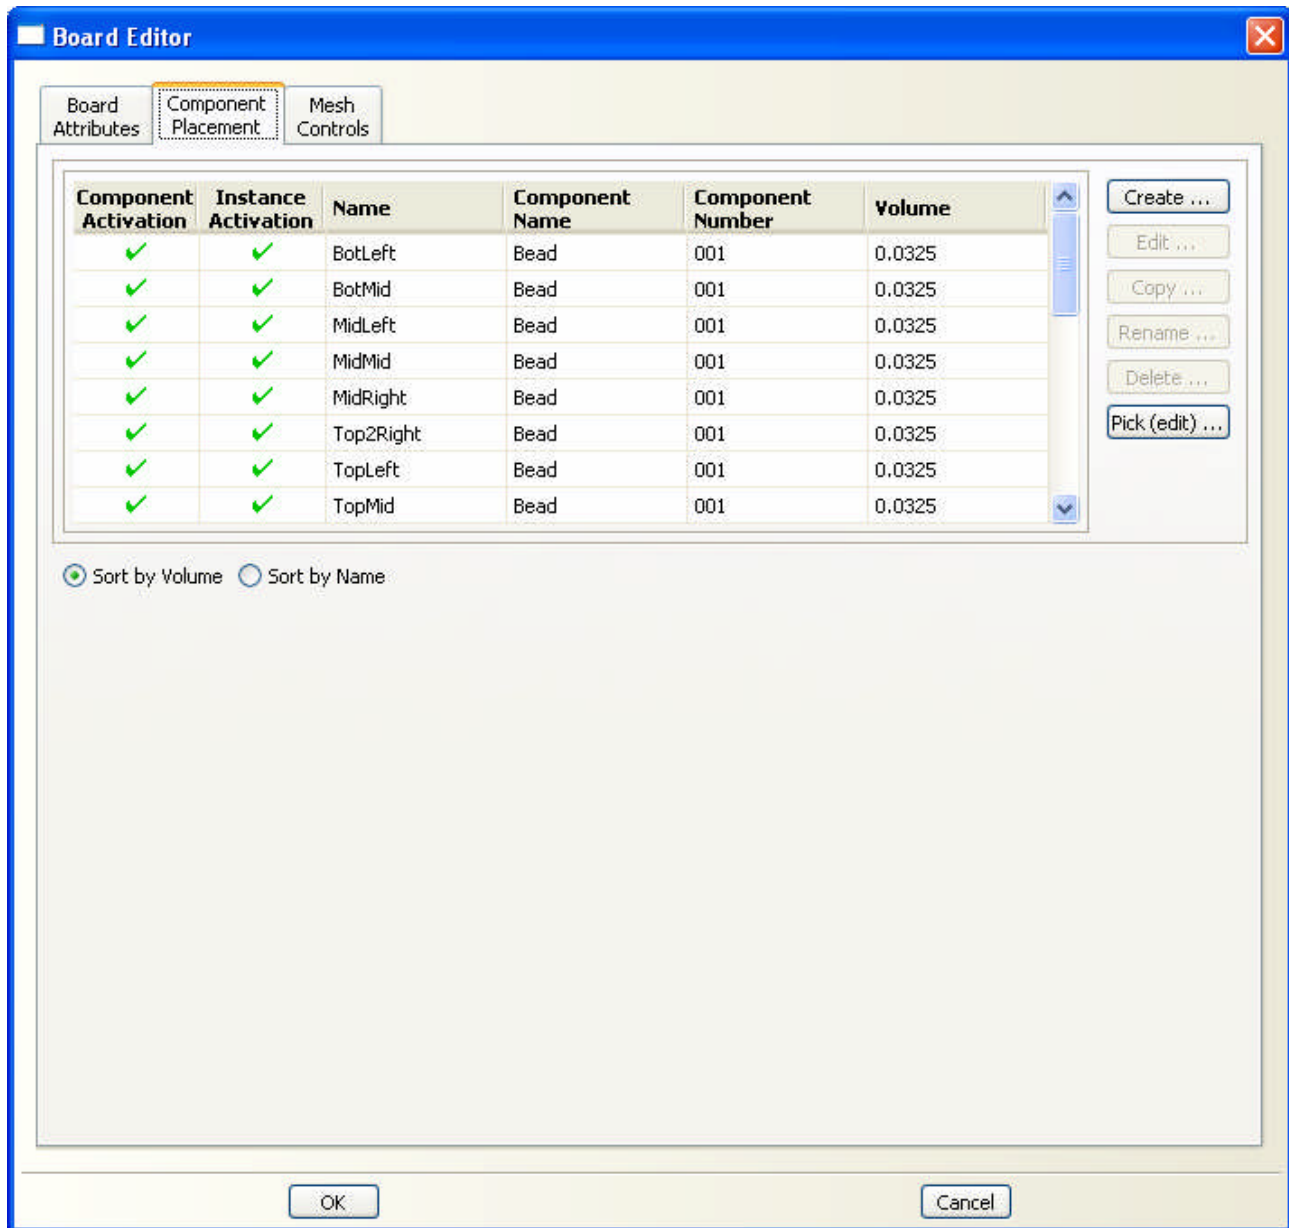 Board Editor
Board Attributes
Component Placement
Mesh Controls
Component Activation Instance Activation Name Component Name Component Number Volume
BotLeft Bead 001 0.0325
BotMid Bead 001 0.0325
MidLeft Bead 001 0.0325
MidMid Bead 001 0.0325
MidRight Bead 001 0.0325
Top2Right Bead 001 0.0325
TopLeft Bead 001 0.0325
TopMid Bead 001 0.0325
Create ...
Edit ...
Copy ...
Rename ...
Delete ...
Pick (edit) ...
Sort by Volume Sort by Name
OK Cancel